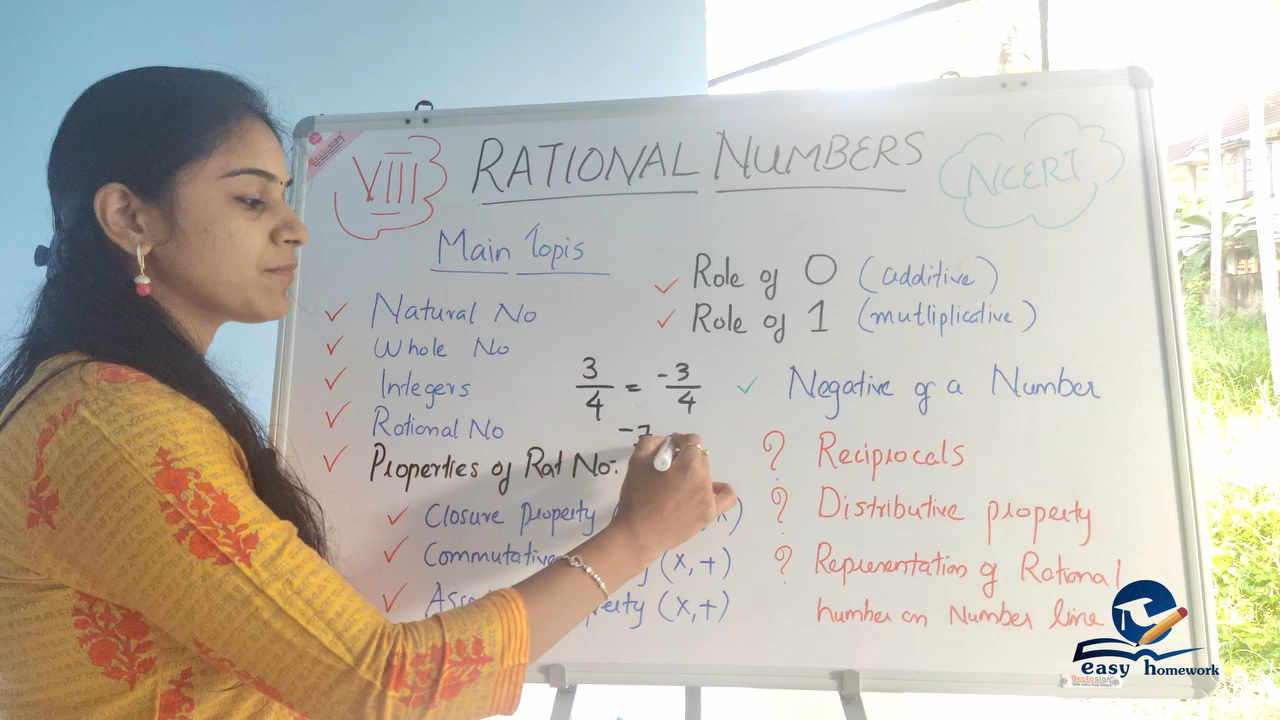 VIII
RATIONAL NUMBERS
NCERT
Main Topis
✓ Natural No
✓ Whole No
✓ Integers
✓ Rational No
✓ Properties of Rat No:
✓ Closure Property
✓ Commutative (x, +)
✓ (x, +)
✓ Role of 0 (additive)
✓ Role of 1 (mutliplicative)
3/4 = -3/4
✓ Negative of a Number
? Reciprocals
? Distributive property
? Representation of Rational
number on Number line
easy homework
Bestosign